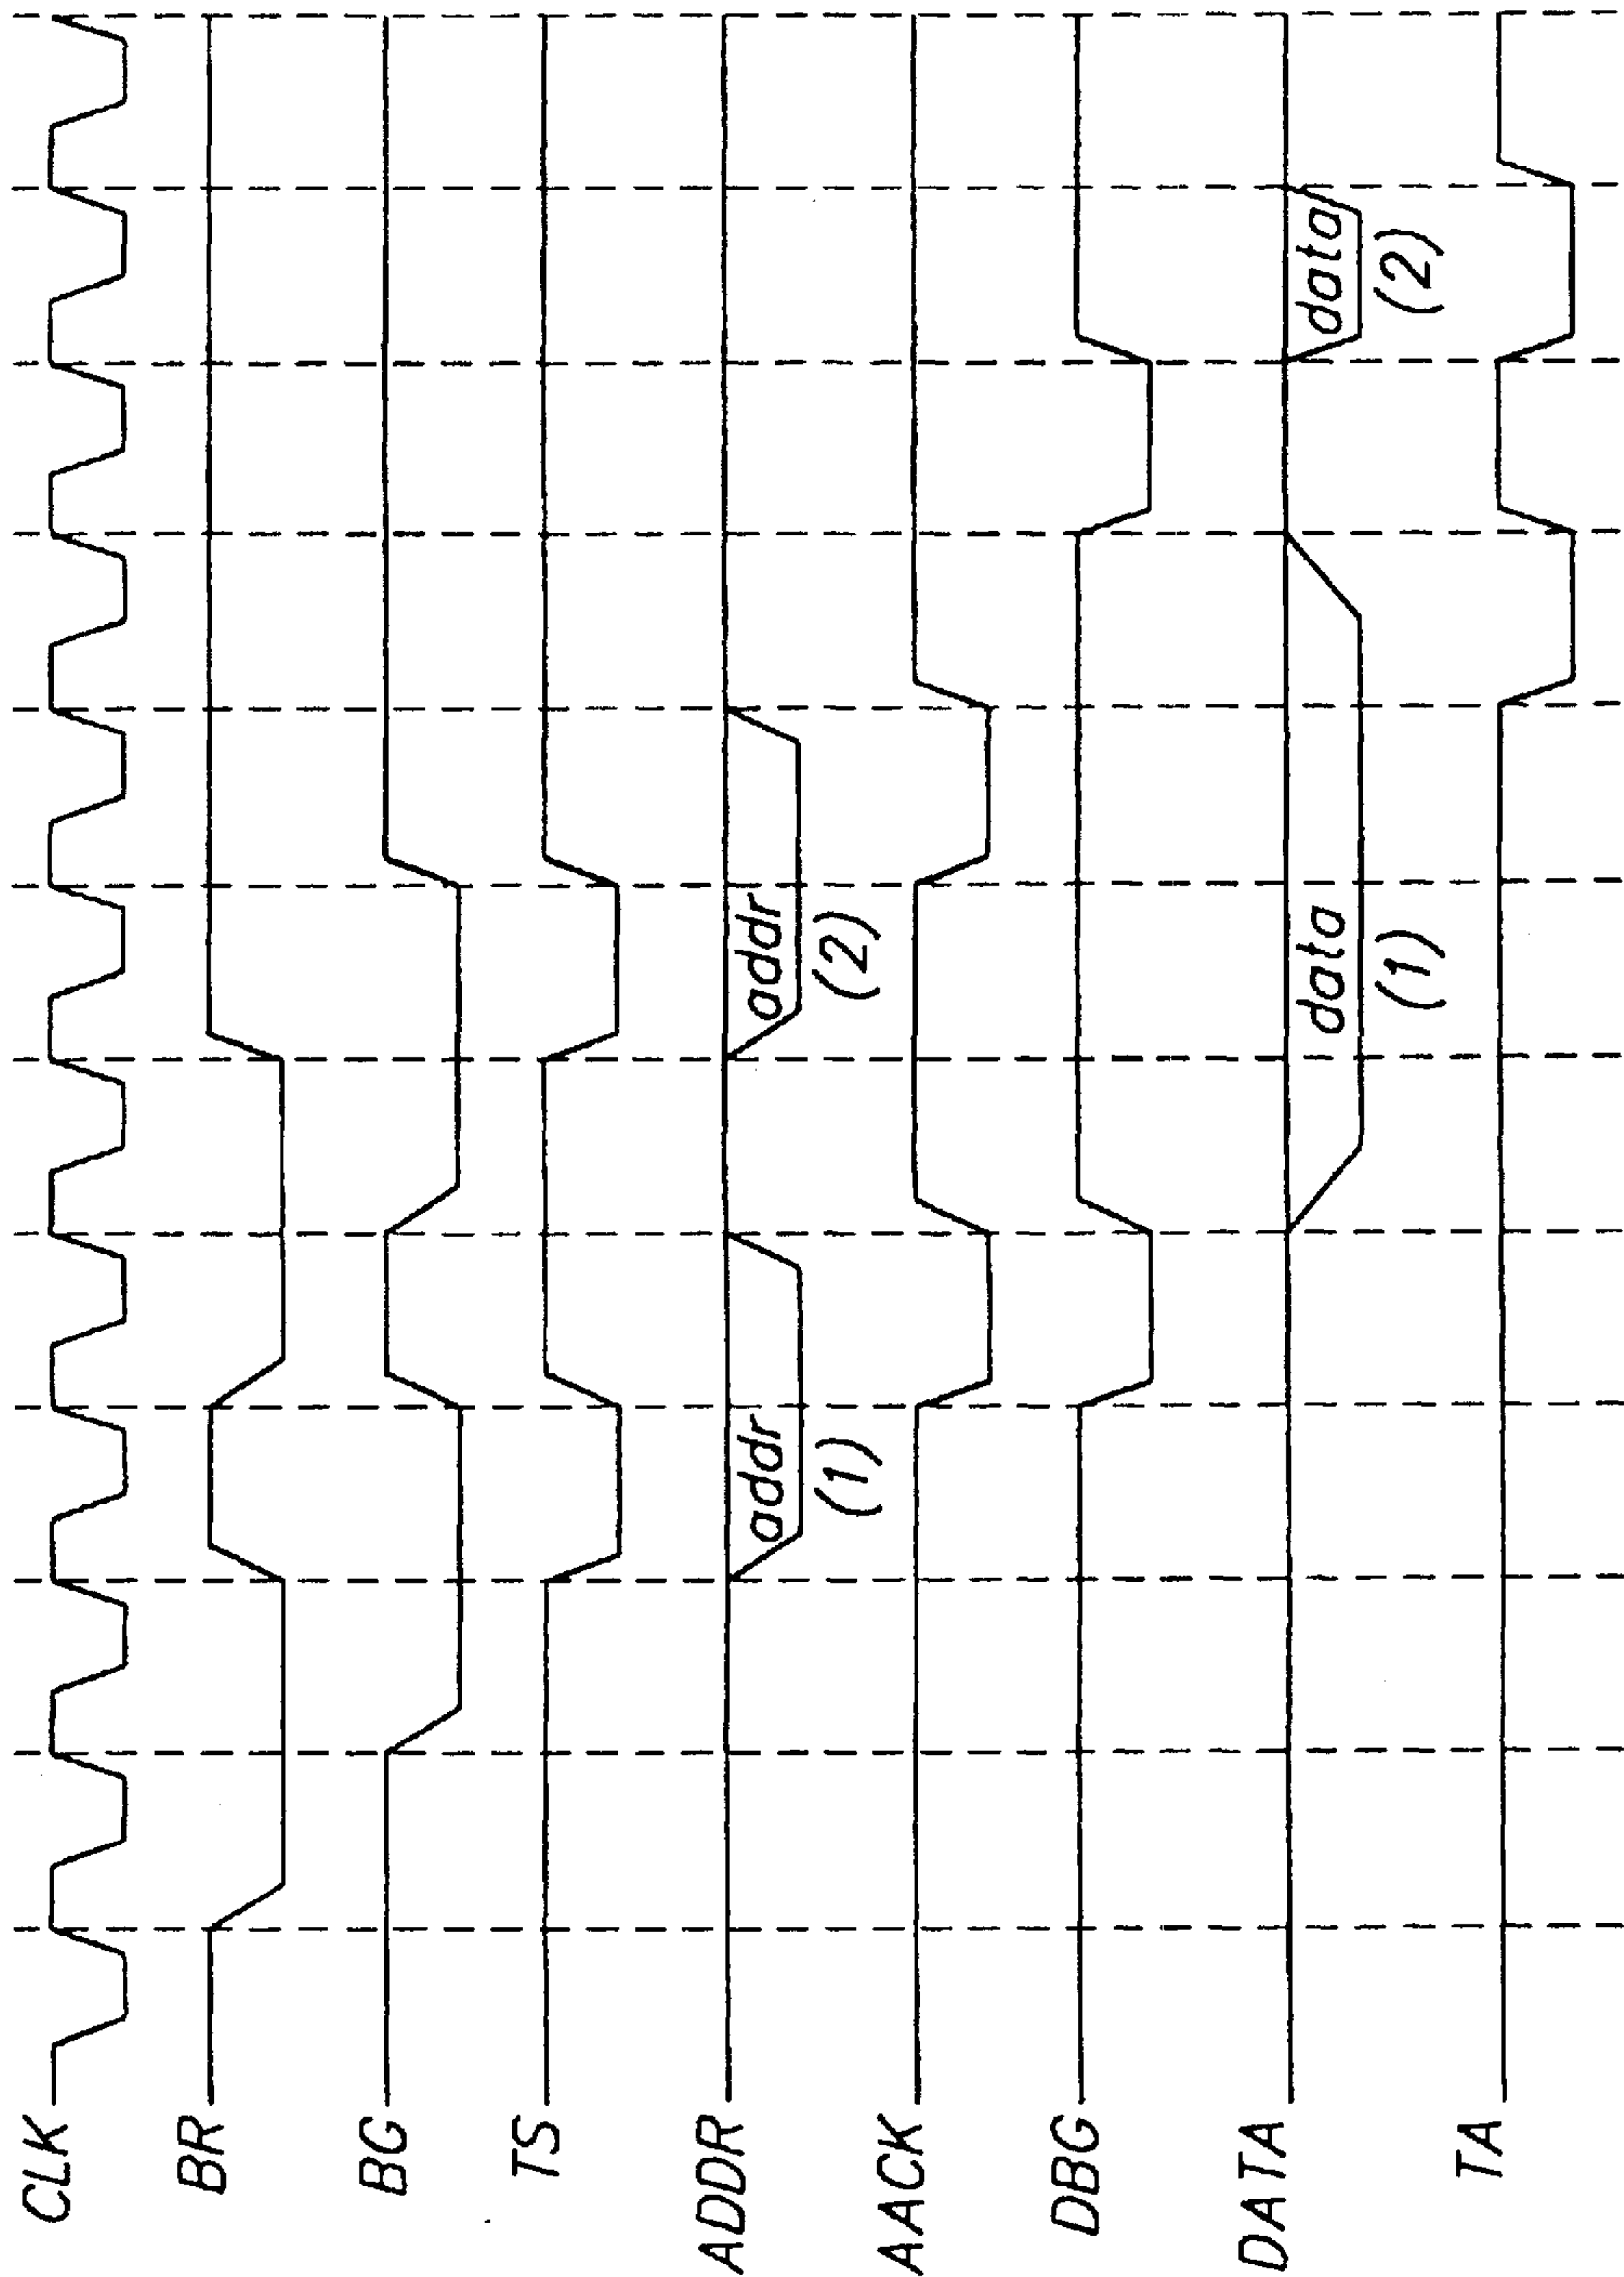 CLK
BR
BG
TS
ADDR
addr
(1)
addr
(2)
AACK
DBG
DATA
data
(1)
data
(2)
TA